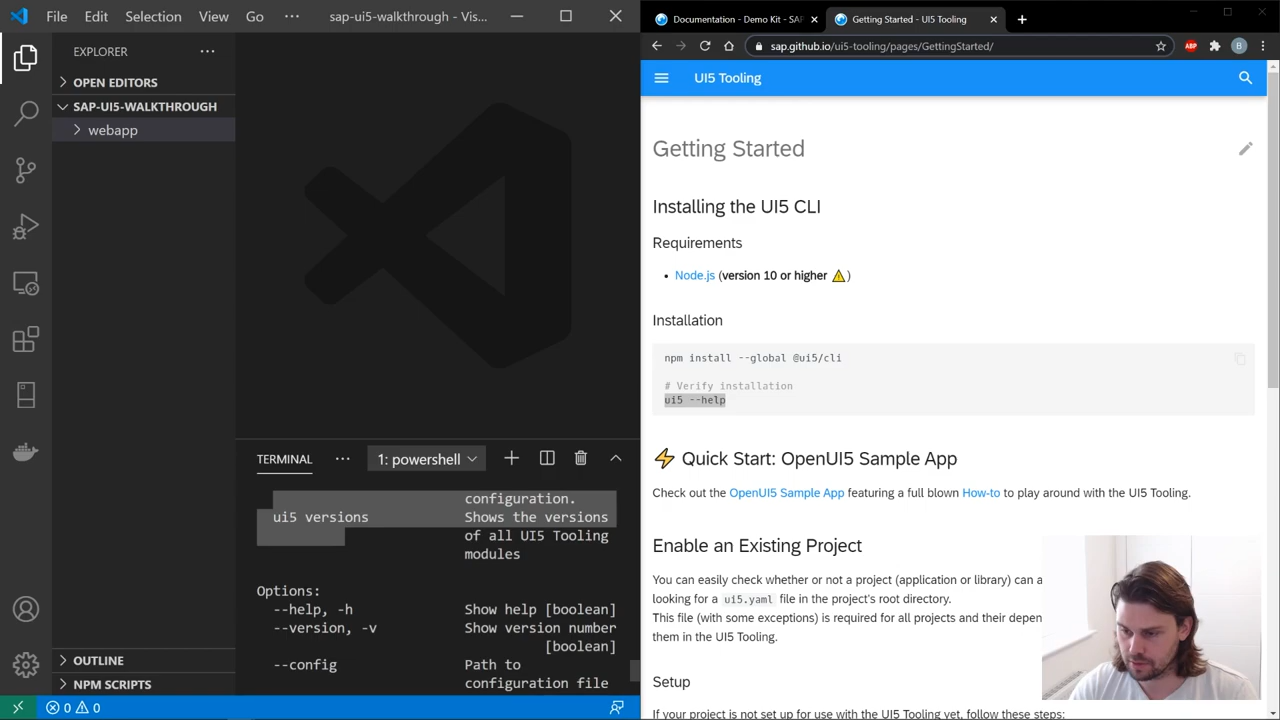 File Edit Selection View Go ··· sap-ui5-walkthrough - Vis...
EXPLORER ···
OPEN EDITORS
SAP-UI5-WALKTHROUGH
webapp
OUTLINE
NPM SCRIPTS
0 0
TERMINAL ··· 1: powershell
configuration.
ui5 versions Shows the versions
of all UI5 Tooling
modules
Options:
--help, -h Show help [boolean]
--version, -v Show version number
[boolean]
--config Path to
configuration file
Documentation - Demo Kit - SAP
Getting Started - UI5 Tooling
sap.github.io/ui5-tooling/pages/GettingStarted/
ABP
B
UI5 Tooling
Getting Started
Installing the UI5 CLI
Requirements
• Node.js (version 10 or higher ⚠)
Installation
npm install --global @ui5/cli
# Verify installation
ui5 --help
⚡ Quick Start: OpenUI5 Sample App
Check out the OpenUI5 Sample App featuring a full blown How-to to play around with the UI5 Tooling.
Enable an Existing Project
You can easily check whether or not a project (application or library) can a
looking for a ui5.yaml file in the project's root directory.
This file (with some exceptions) is required for all projects and their depen
them in the UI5 Tooling.
Setup
If your project is not set up for use with the UI5 Tooling yet, follow these steps: